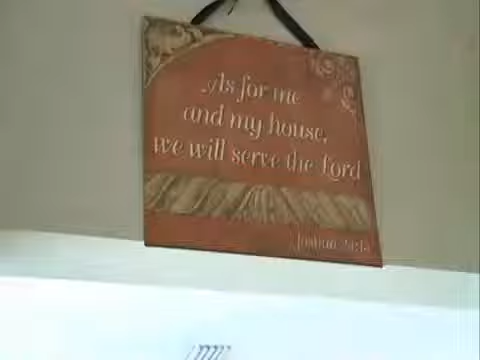 As for me
and my house,
we will serve the Lord
Joshua 24:15